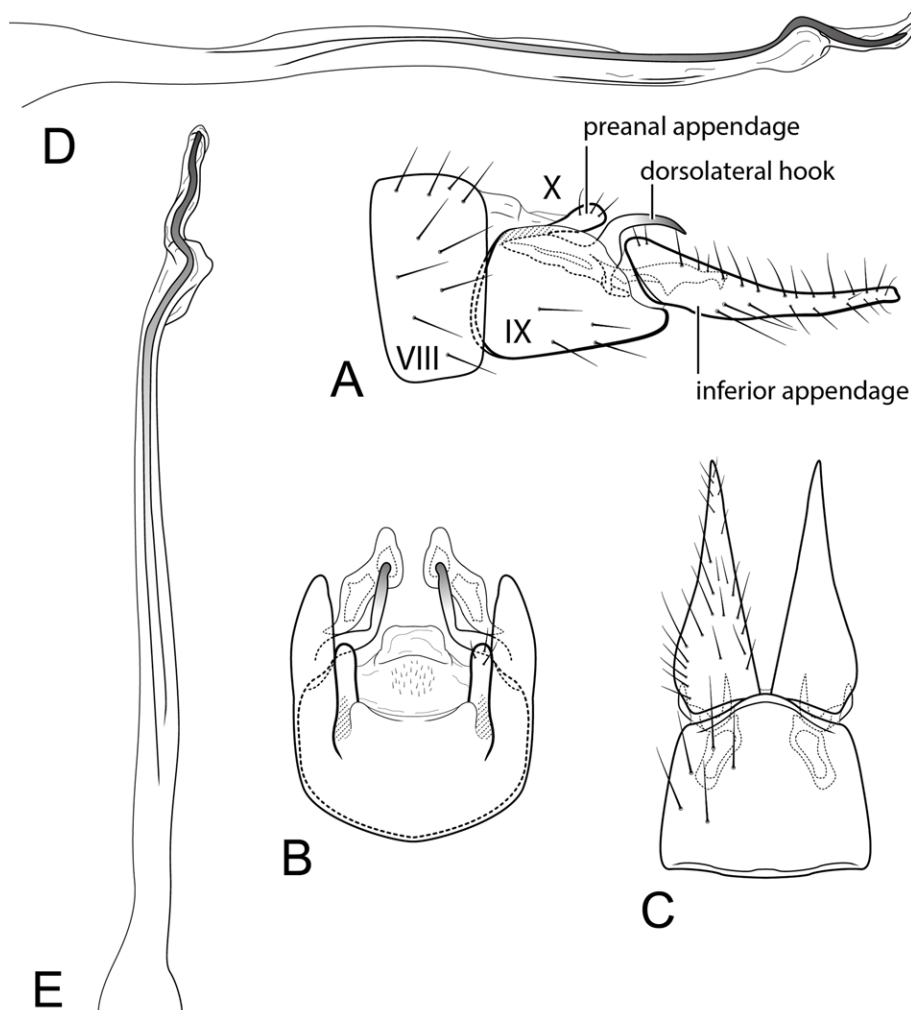 D
preanal appendage
X
dorsolateral hook
VIII
IX
A
inferior appendage
B
C
E